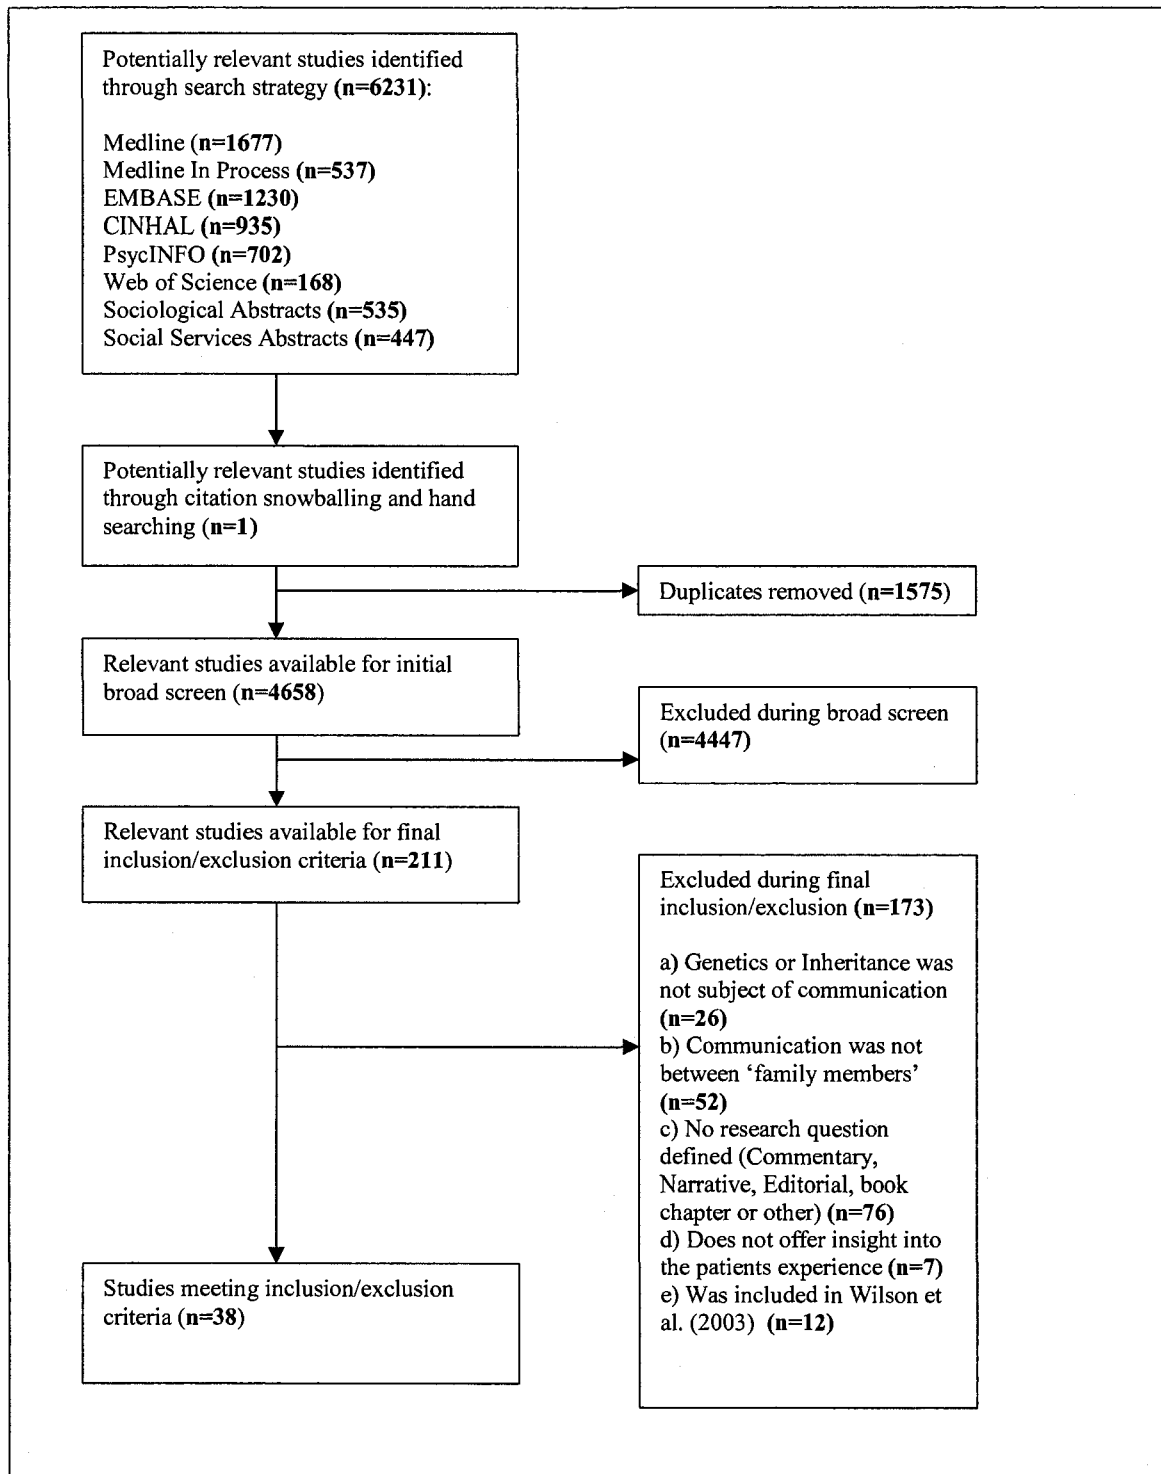 Potentially relevant studies identified
through search strategy (n=6231):
Medline (n=1677)
Medline In Process (n=537)
EMBASE (n=1230)
CINHAL (n=935)
PsycINFO (n=702)
Web of Science (n=168)
Sociological Abstracts (n=535)
Social Services Abstracts (n=447)
Potentially relevant studies identified
through citation snowballing and hand
searching (n=1)
Duplicates removed (n=1575)
Relevant studies available for initial
broad screen (n=4658)
Excluded during broad screen
(n=4447)
Relevant studies available for final
inclusion/exclusion criteria (n=211)
Excluded during final
inclusion/exclusion (n=173)
a) Genetics or Inheritance was
not subject of communication
(n=26)
b) Communication was not
between ‘family members’
(n=52)
c) No research question
defined (Commentary,
Narrative, Editorial, book
chapter or other) (n=76)
d) Does not offer insight into
the patients experience (n=7)
e) Was included in Wilson et
al. (2003) (n=12)
Studies meeting inclusion/exclusion
criteria (n=38)